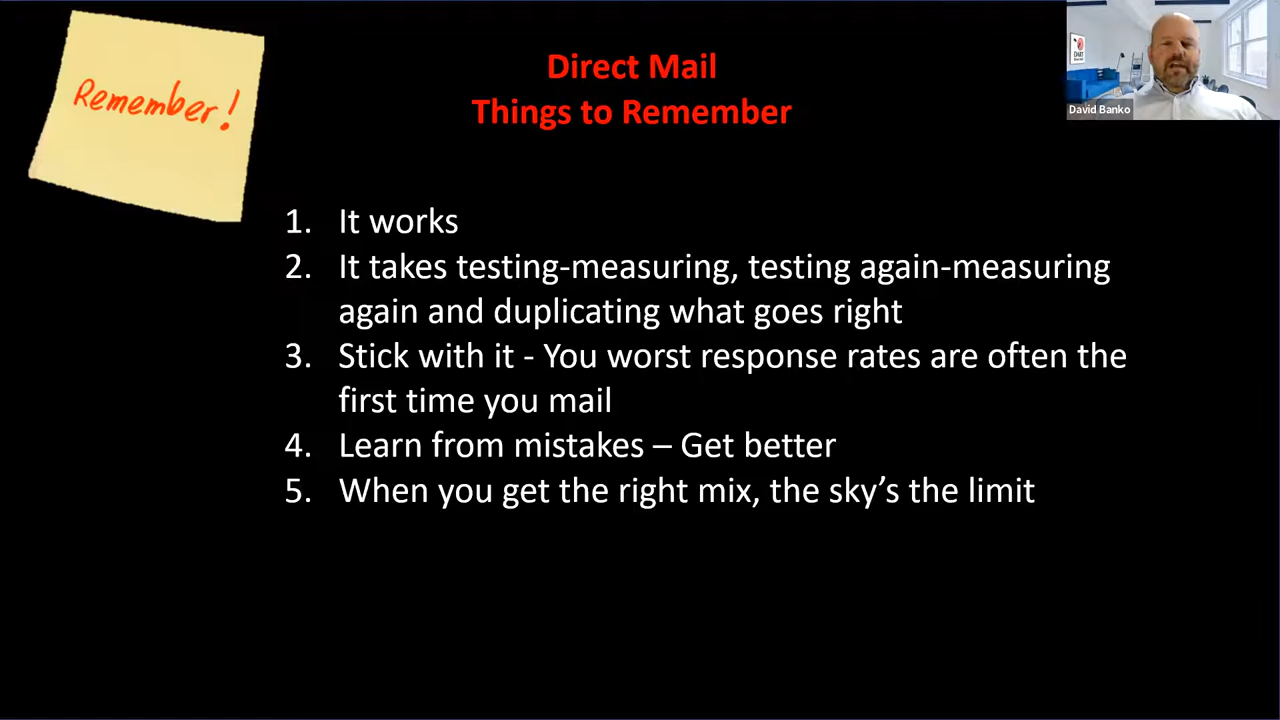 Remember!
Direct Mail
Things to Remember
David Banko
1. It works
2. It takes testing-measuring, testing again-measuring
again and duplicating what goes right
3. Stick with it - You worst response rates are often the
first time you mail
4. Learn from mistakes – Get better
5. When you get the right mix, the sky’s the limit